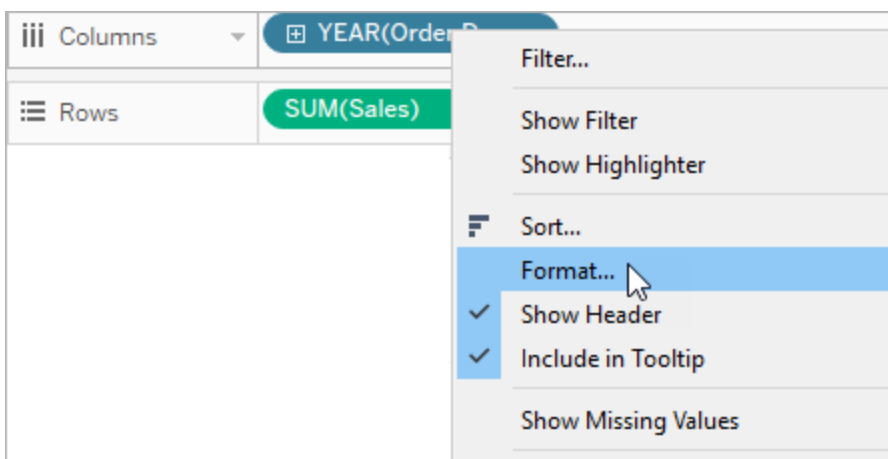 Columns
YEAR(Order D
Filter...
Rows
SUM(Sales)
Show Filter
Show Highlighter
Sort...
Format...
Show Header
Include in Tooltip
Show Missing Values